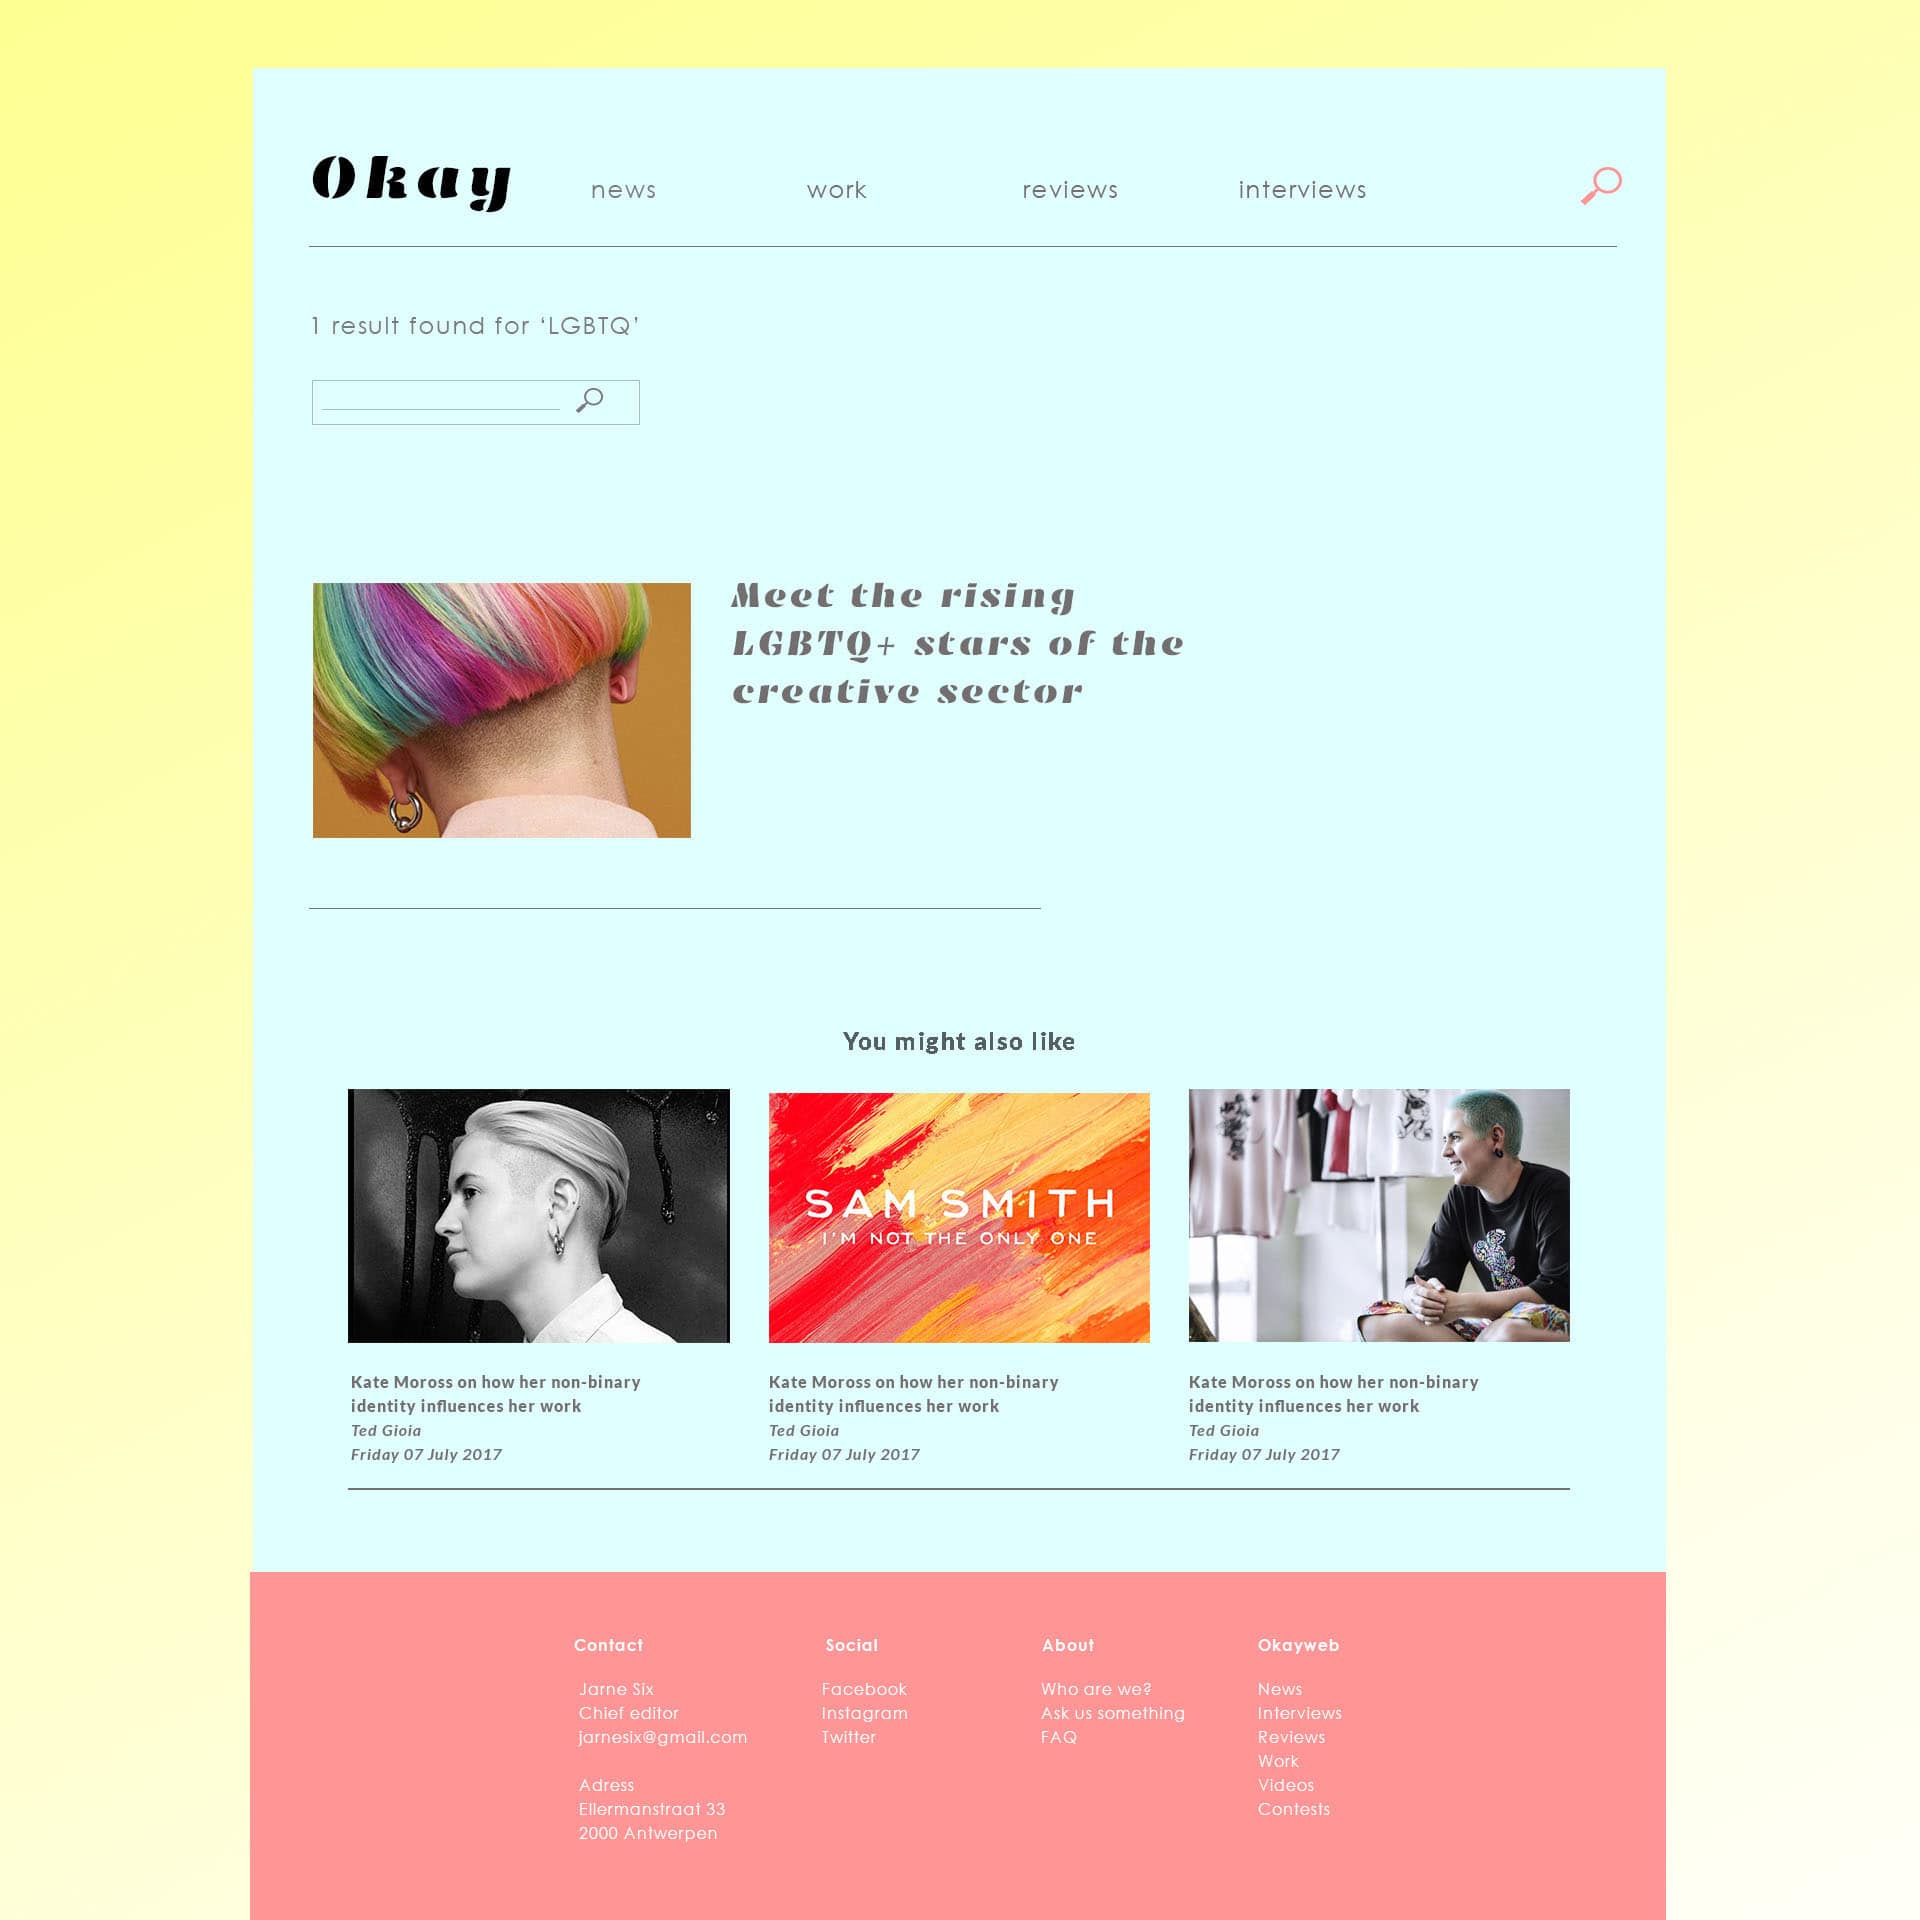 Okay
news
work
reviews
interviews
1 result found for ‘LGBTQ’
Meet the rising
LGBTQ+ stars of the
creative sector
You might also like
SAM SMITH
I'M NOT THE ONLY ONE
Kate Moross on how her non-binary
identity influences her work
Ted Gioia
Friday 07 July 2017
Kate Moross on how her non-binary
identity influences her work
Ted Gioia
Friday 07 July 2017
Kate Moross on how her non-binary
identity influences her work
Ted Gioia
Friday 07 July 2017
Contact
Jarne Six
Chief editor
jarnesix@gmail.com
Adress
Ellermanstraat 33
2000 Antwerpen
Social
Facebook
Instagram
Twitter
About
Who are we?
Ask us something
FAQ
Okayweb
News
Interviews
Reviews
Work
Videos
Contests